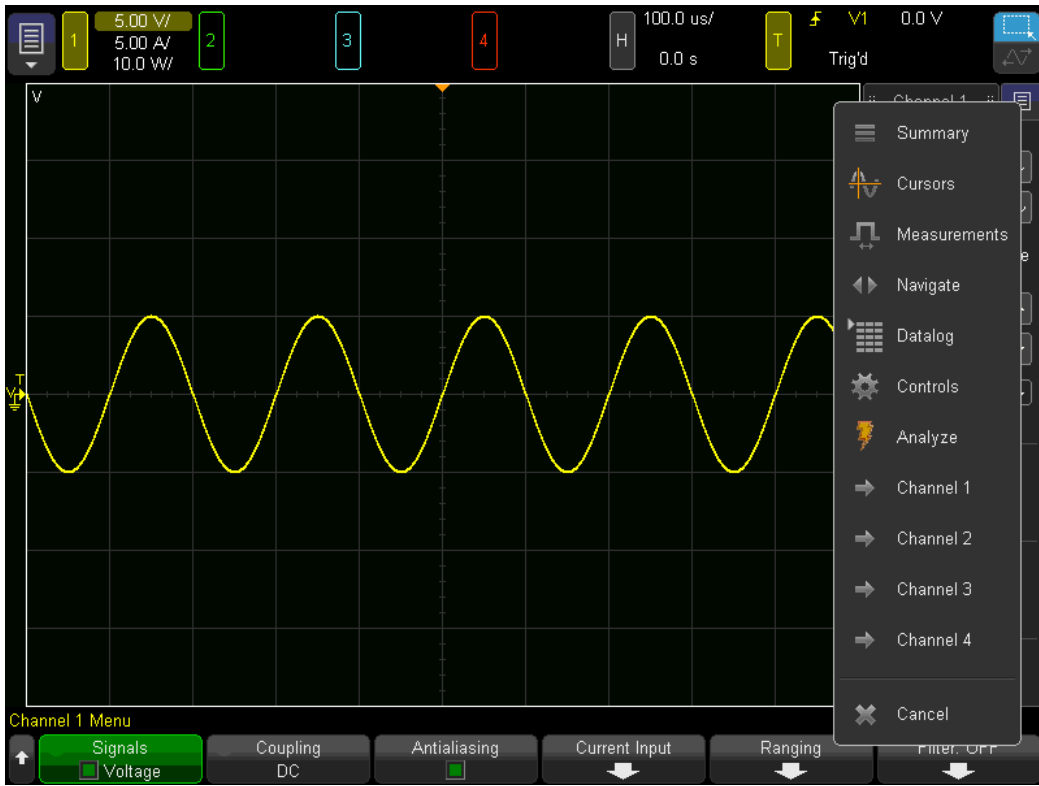 5.00 V/
1
5.00 A/
10.0 W/
2
3
4
H
100.0 us/
0.0 s
T
V1
0.0 V
Trig'd
V
Channel 1
Summary
Cursors
Measurements
Navigate
Datalog
Controls
Analyze
Channel 1
Channel 2
Channel 3
Channel 4
Cancel
T
V
Channel 1 Menu
Signals
Voltage
Coupling
DC
Antialiasing
Current Input
Ranging
Filter: OFF